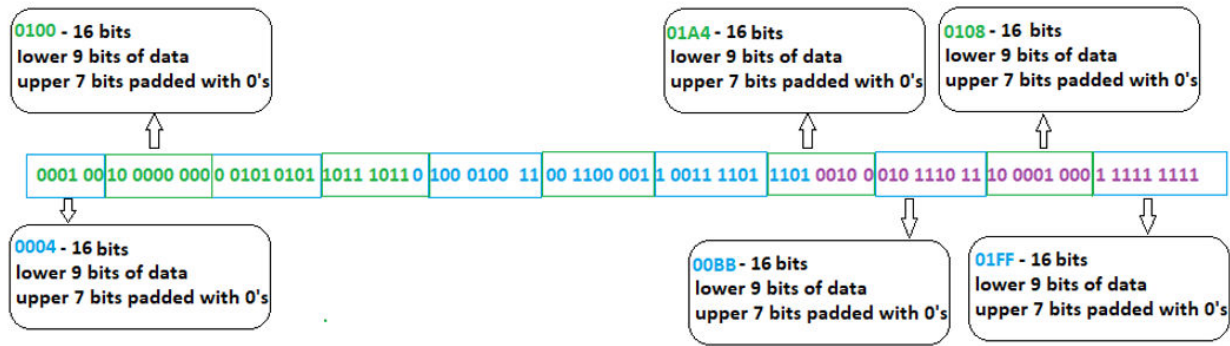 0100 - 16 bits
lower 9 bits of data
upper 7 bits padded with 0's
01A4 - 16 bits
lower 9 bits of data
upper 7 bits padded with 0's
0108 - 16 bits
lower 9 bits of data
upper 7 bits padded with 0's
0001 00 10 0000 000 0 0101 0101 1011 1011 0 100 0100 11 00 1100 001 1 0011 1101 1101 0010 0 010 1110 11 10 0001 000 1 1111 1111
0004 - 16 bits
lower 9 bits of data
upper 7 bits padded with 0's
00BB - 16 bits
lower 9 bits of data
upper 7 bits padded with 0's
01FF - 16 bits
lower 9 bits of data
upper 7 bits padded with 0's